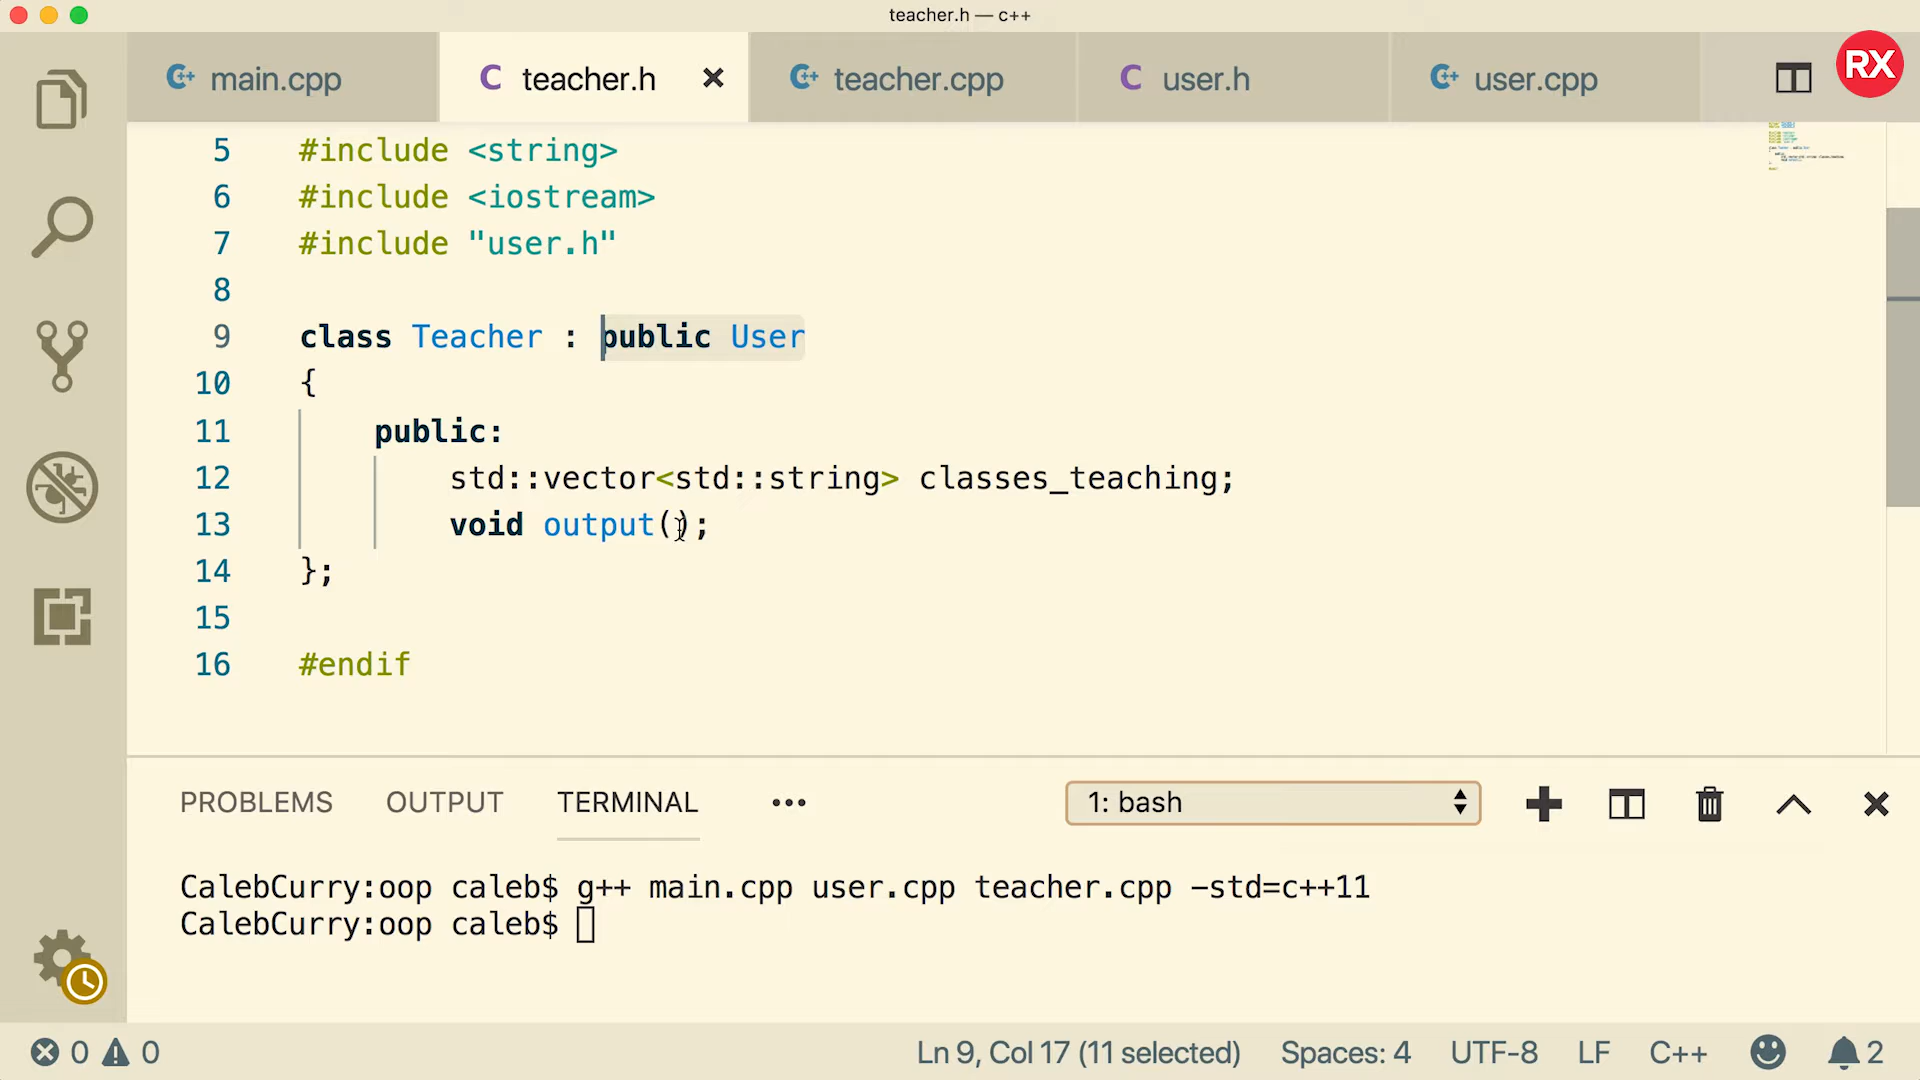 teacher.h — c++
main.cpp
teacher.h
teacher.cpp
user.h
user.cpp
RX
5 #include <string>
6 #include <iostream>
7 #include "user.h"
8
9 class Teacher : public User
10 {
11 public:
12 std::vector<std::string> classes_teaching;
13 void output();
14 };
15
16 #endif
PROBLEMS OUTPUT TERMINAL ••• 1: bash
CalebCurry:oop caleb$ g++ main.cpp user.cpp teacher.cpp -std=c++11
CalebCurry:oop caleb$
0 0 Ln 9, Col 17 (11 selected) Spaces: 4 UTF-8 LF C++ 2